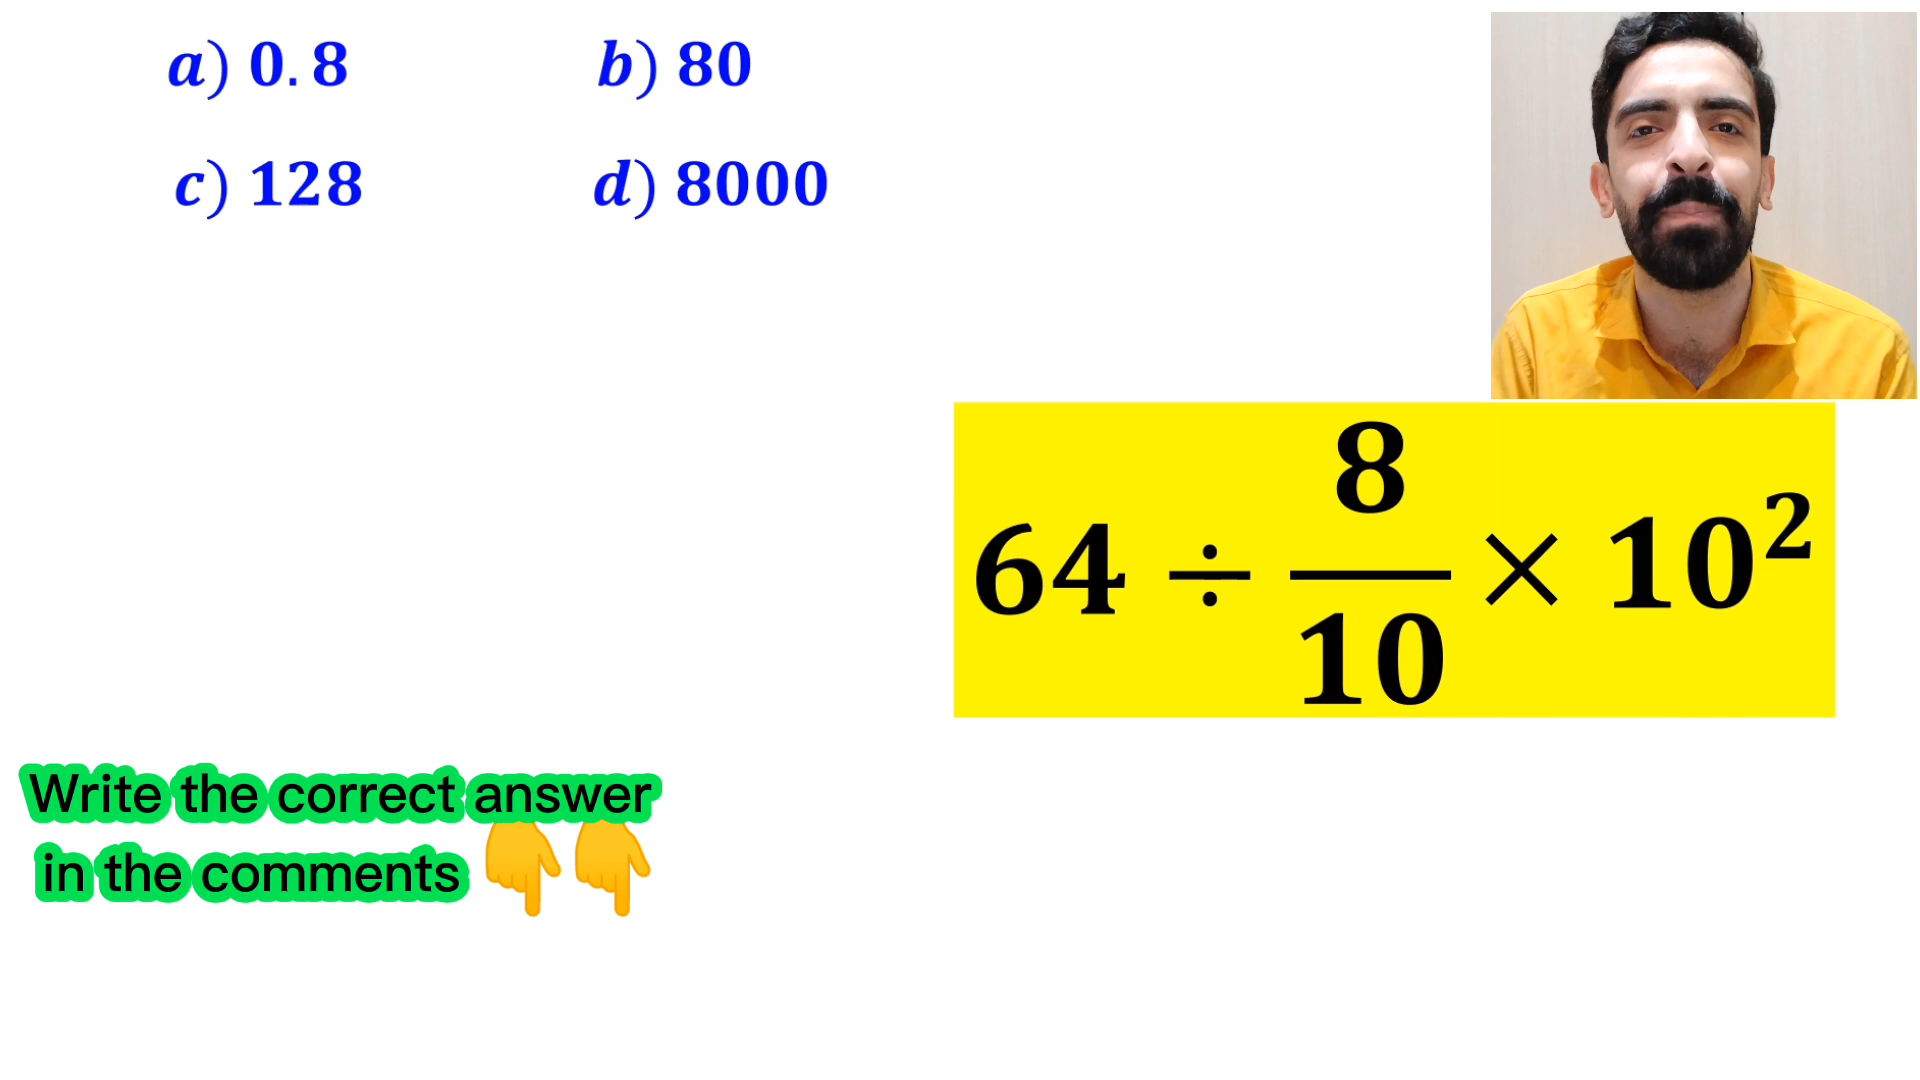 a) 0.8 b) 80
c) 128 d) 8000
64 ÷ 8/10 × 10²
Write the correct answer
in the comments 👇👇